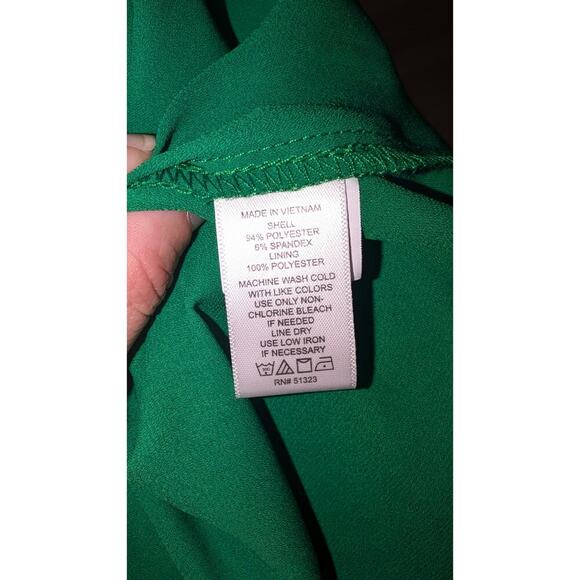 MADE IN VIETNAM
SHELL
94% POLYESTER
6% SPANDEX
LINING
100% POLYESTER
MACHINE WASH COLD
WITH LIKE COLORS
USE ONLY NON-
CHLORINE BLEACH
IF NEEDED
LINE DRY
USE LOW IRON
IF NECESSARY
RN# 51323